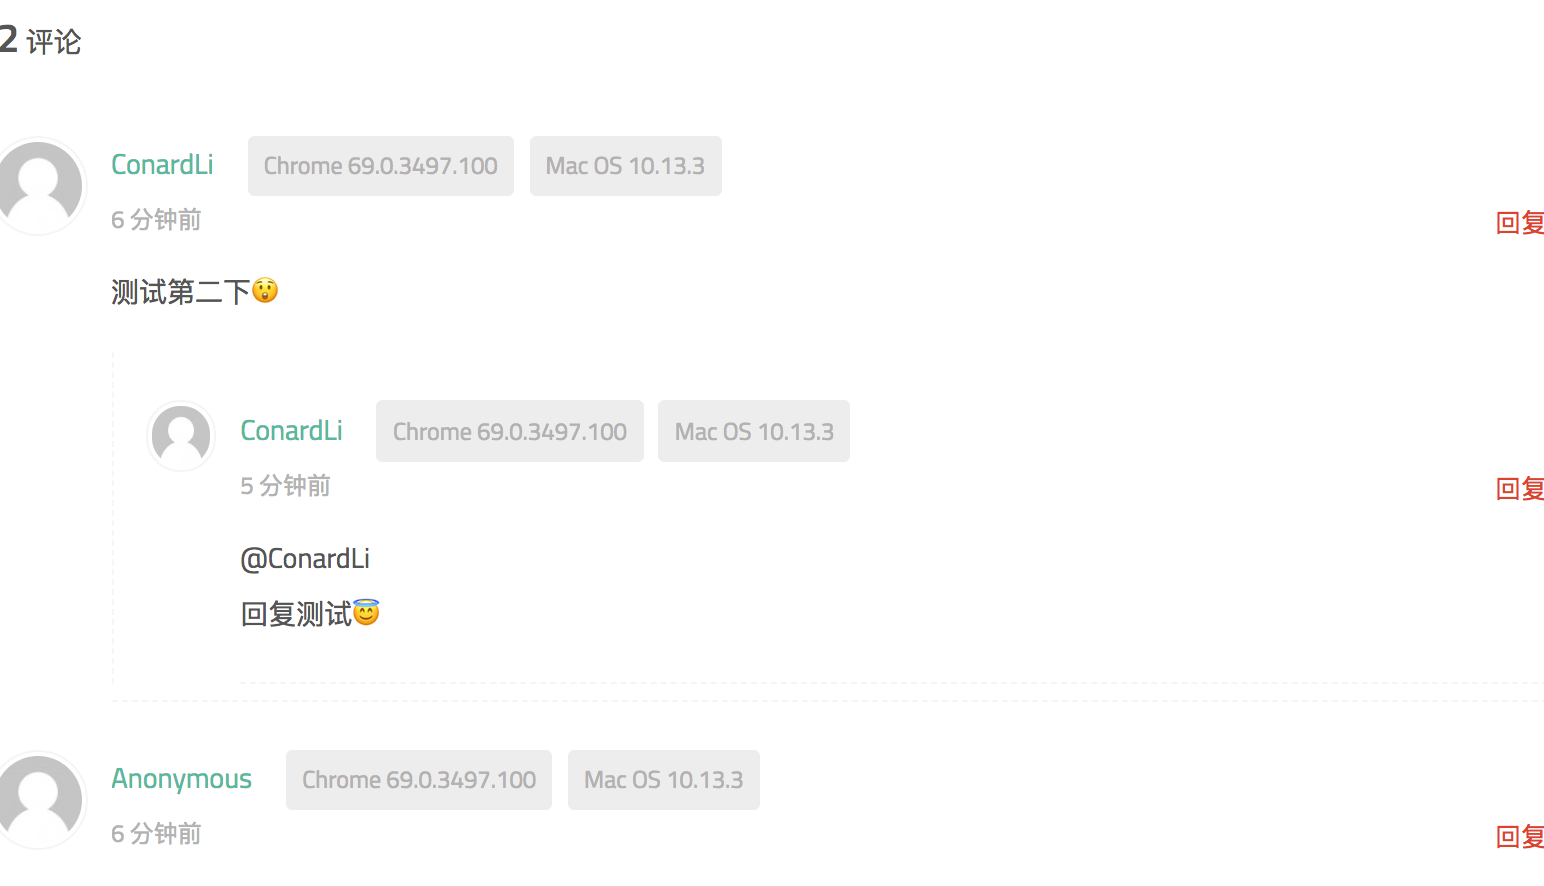 2 评论
ConardLi Chrome 69.0.3497.100 Mac OS 10.13.3
6 分钟前 回复
测试第二下😲
ConardLi Chrome 69.0.3497.100 Mac OS 10.13.3
5 分钟前 回复
@ConardLi
回复测试😇
Anonymous Chrome 69.0.3497.100 Mac OS 10.13.3
6 分钟前 回复